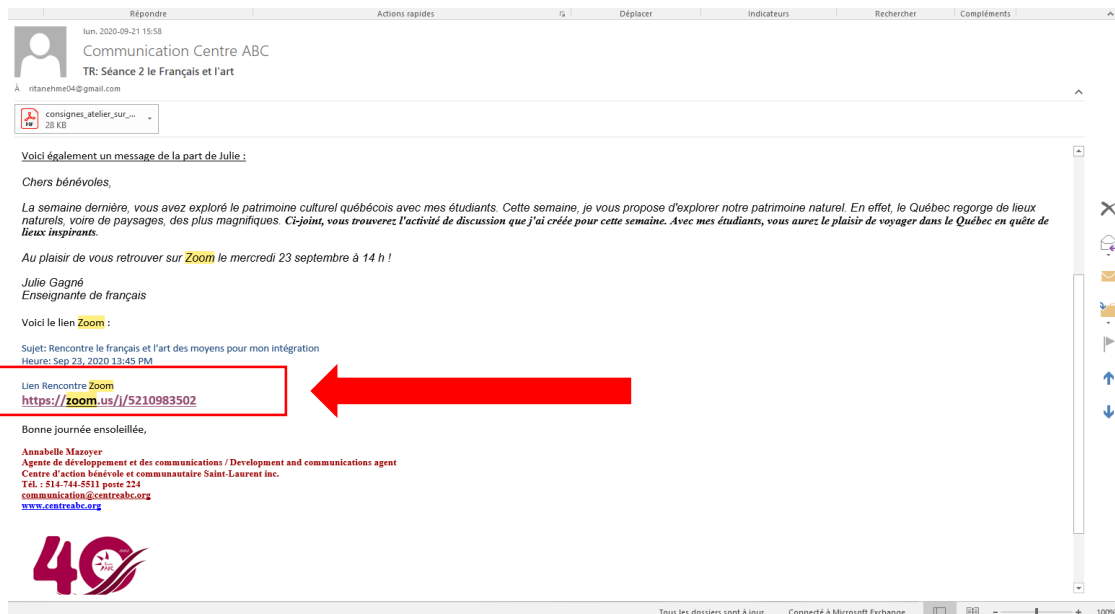 Répondre Actions rapides Déplacer Indicateurs Rechercher Compléments
lun. 2020-09-21 15:58
Communication Centre ABC
TR: Séance 2 le Français et l'art
À ritanehme04@gmail.com
consignes_atelier_sur_...
28 KB
Voici également un message de la part de Julie :
Chers bénévoles,
La semaine dernière, vous avez exploré le patrimoine culturel québécois avec mes étudiants. Cette semaine, je vous propose d'explorer notre patrimoine naturel. En effet, le Québec regorge de lieux
naturels, voire de paysages, des plus magnifiques. Ci-joint, vous trouverez l'activité de discussion que j'ai créée pour cette semaine. Avec mes étudiants, vous aurez le plaisir de voyager dans le Québec en quête de
lieux inspirants.
Au plaisir de vous retrouver sur Zoom le mercredi 23 septembre à 14 h !
Julie Gagné
Enseignante de français
Voici le lien Zoom :
Sujet: Rencontre le français et l'art des moyens pour mon intégration
Heure: Sep 23, 2020 13:45 PM
Lien Rencontre Zoom
https://zoom.us/j/5210983502
Bonne journée ensoleillée,
Annabelle Mazoyer
Agente de développement et des communications / Development and communications agent
Centre d'action bénévole et communautaire Saint-Laurent inc.
Tél. : 514-744-5511 poste 224
communication@centreabc.org
www.centreabc.org
40
Tous les dossiers sont à jour. Connecté à Microsoft Exchange 100%